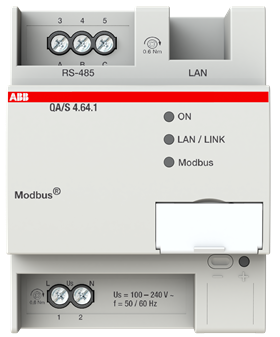 3 4 5
A B C
0.6 Nm
RS-485 LAN
ABB
QA/S 4.64.1
ON
LAN / LINK
Modbus
Modbus®
L Us N
0.6 Nm
Us = 100 – 240 V ~
f = 50 / 60 Hz
1 2
– +